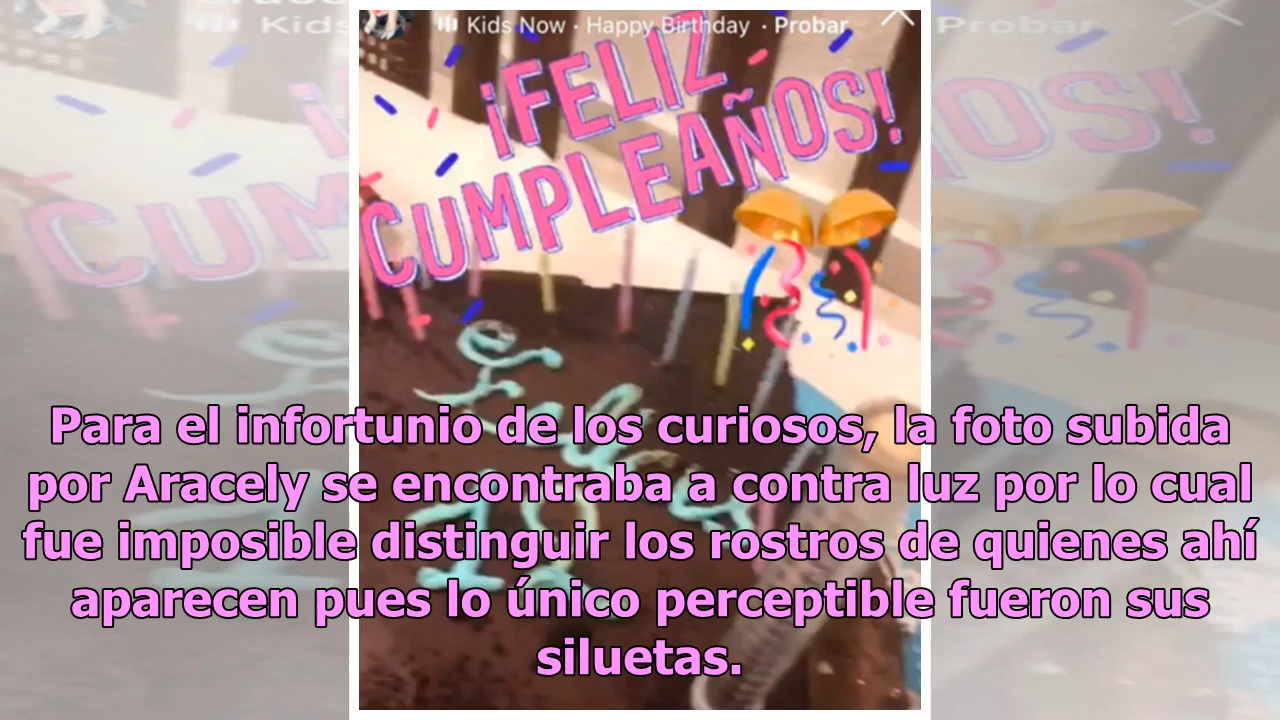 Kids Now · Happy Birthday · Probar
¡FELIZ
CUMPLEAÑOS!
Para el infortunio de los curiosos, la foto subida
por Aracely se encontraba a contra luz por lo cual
fue imposible distinguir los rostros de quienes ahí
aparecen pues lo único perceptible fueron sus
siluetas.